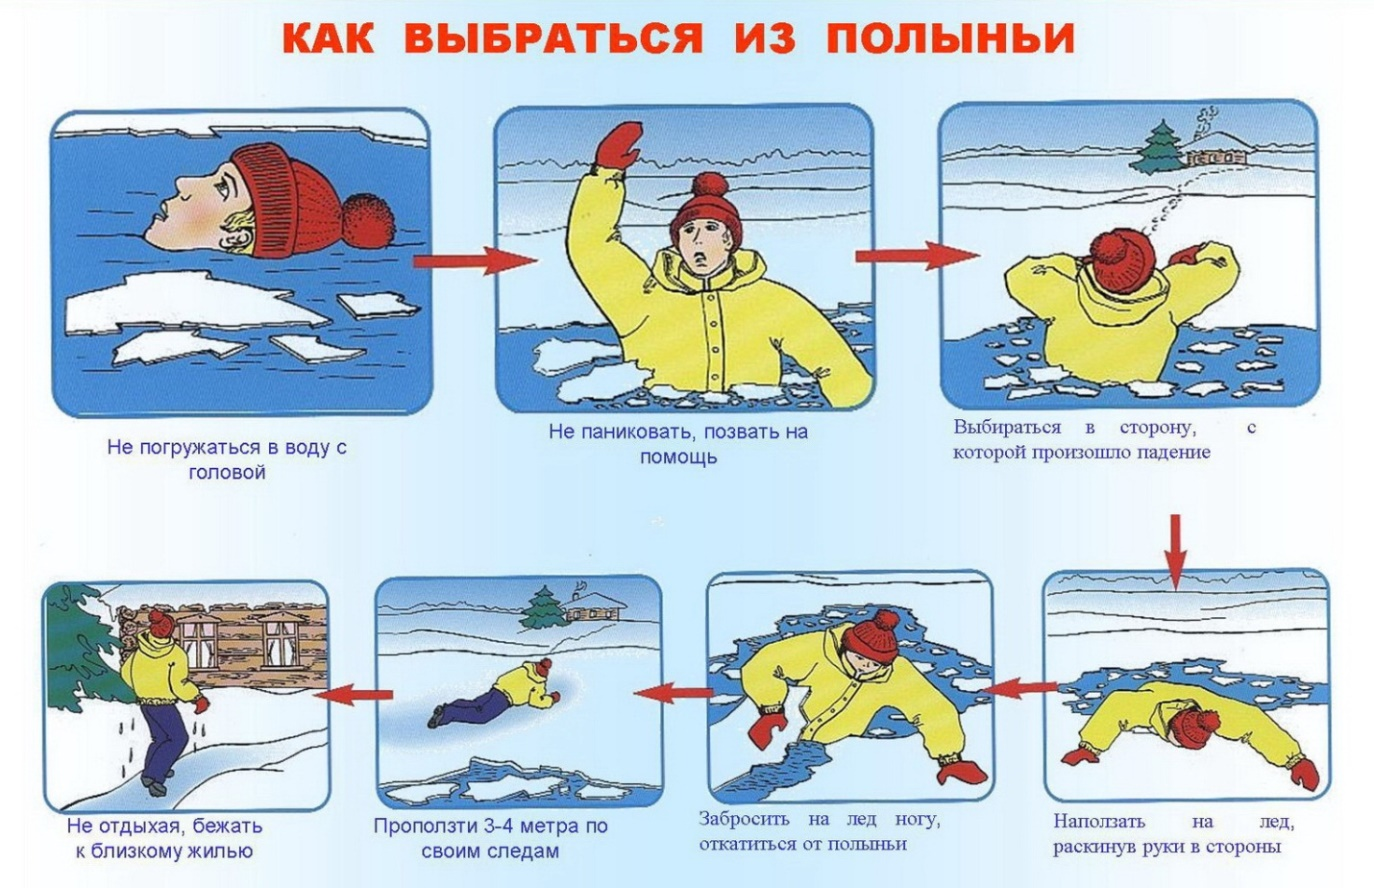 КАК ВЫБРАТЬСЯ ИЗ ПОЛЫНЬИ
Не погружаться в воду с
головой
Не паниковать, позвать на
помощь
Выбираться в сторону, с
которой произошло падение
Наползать на лед,
раскинув руки в стороны
Забросить на лед ногу,
откатиться от полыньи
Проползти 3-4 метра по
своим следам
Не отдыхая, бежать
к близкому жилью